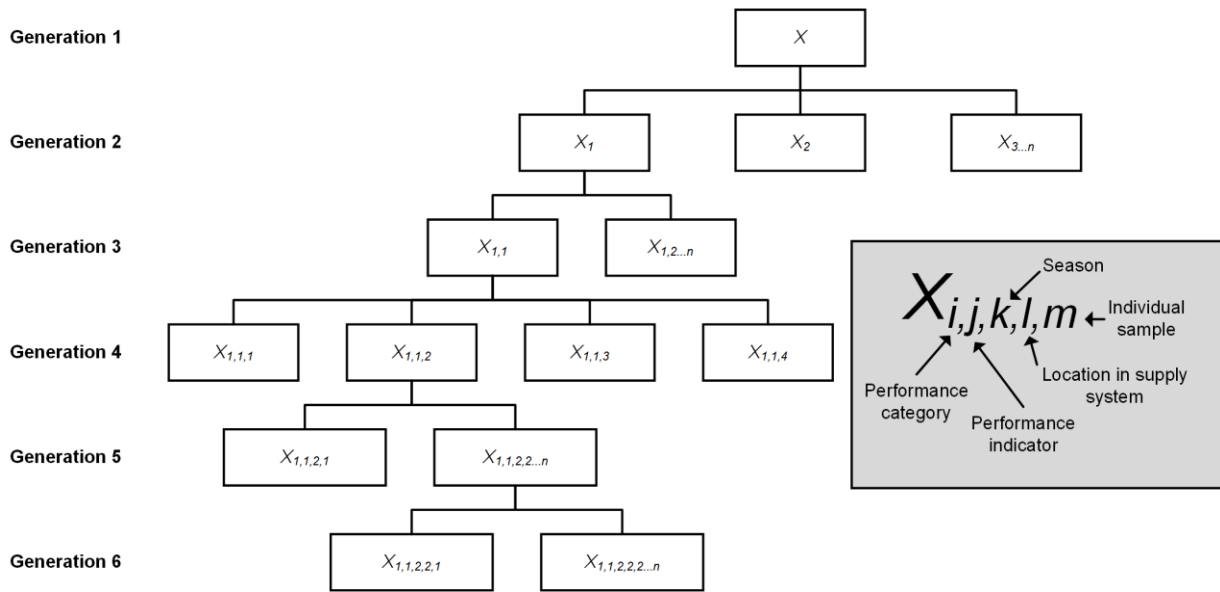 Generation 1
X
Generation 2
X1
X2
X3...n
Generation 3
X1,1
X1,2...n
Generation 4
X1,1,1
X1,1,2
X1,1,3
X1,1,4
Generation 5
X1,1,2,1
X1,1,2,2...n
Generation 6
X1,1,2,2,1
X1,1,2,2,2...n
Xi,j,k,l,m
Season
Individual
sample
Location in supply
system
Performance
category
Performance
indicator